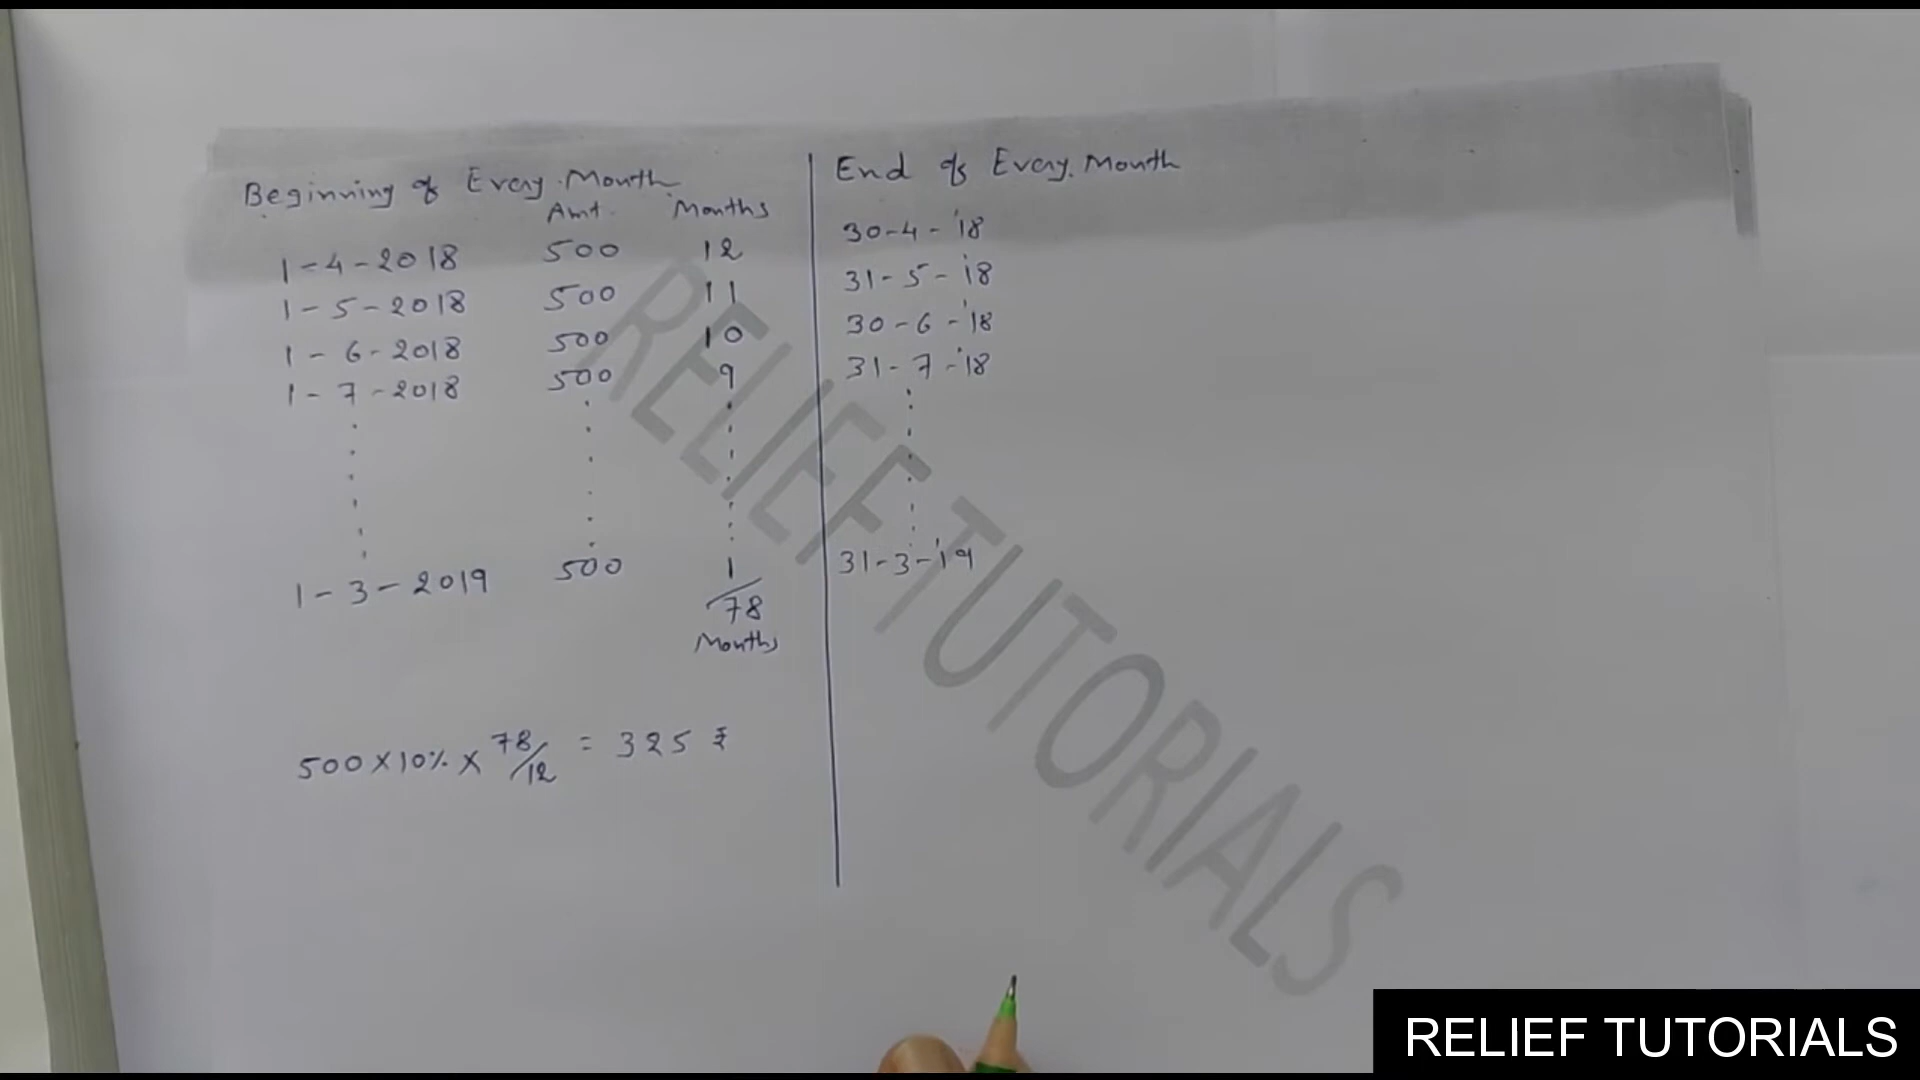 Beginning of Every Month
Amt. Months
1-4-2018 500 12
1-5-2018 500 11
1-6-2018 500 10
1-7-2018 500 9
1-3-2019 500 1
78
Months
500 X 10% X 78/12 = 325 ₹
End of Every Month
30-4-'18
31-5-'18
30-6-'18
31-7-'18
31-3-'19
RELIEF TUTORIALS
RELIEF TUTORIALS